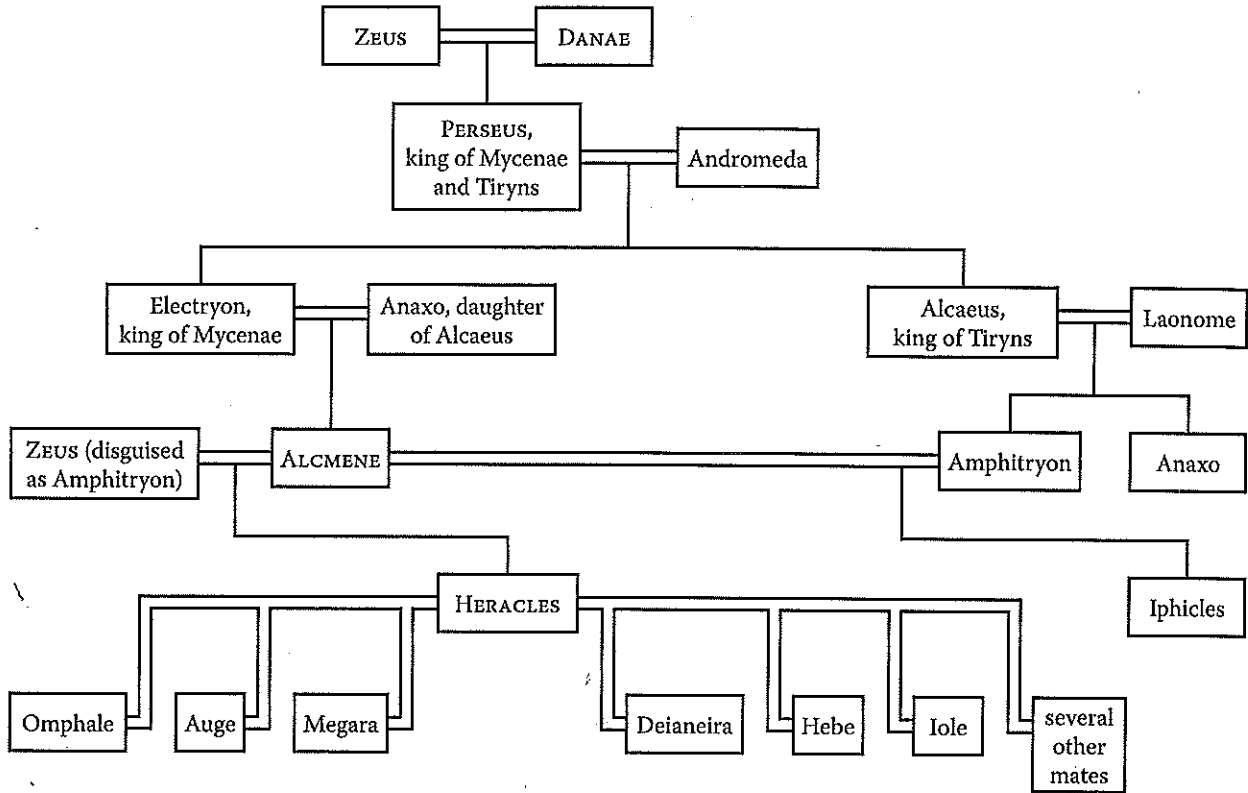 ZEUS
DANAE
PERSEUS,
king of Mycenae
and Tiryns
Andromeda
Electryon,
king of Mycenae
Anaxo, daughter
of Alcaeus
Alcaeus,
king of Tiryns
Laonome
ZEUS (disguised
as Amphitryon)
ALCMENE
Amphitryon
Anaxo
HERACLES
Iphicles
Omphale
Auge
Megara
Deianeira
Hebe
Iole
several
other
mates